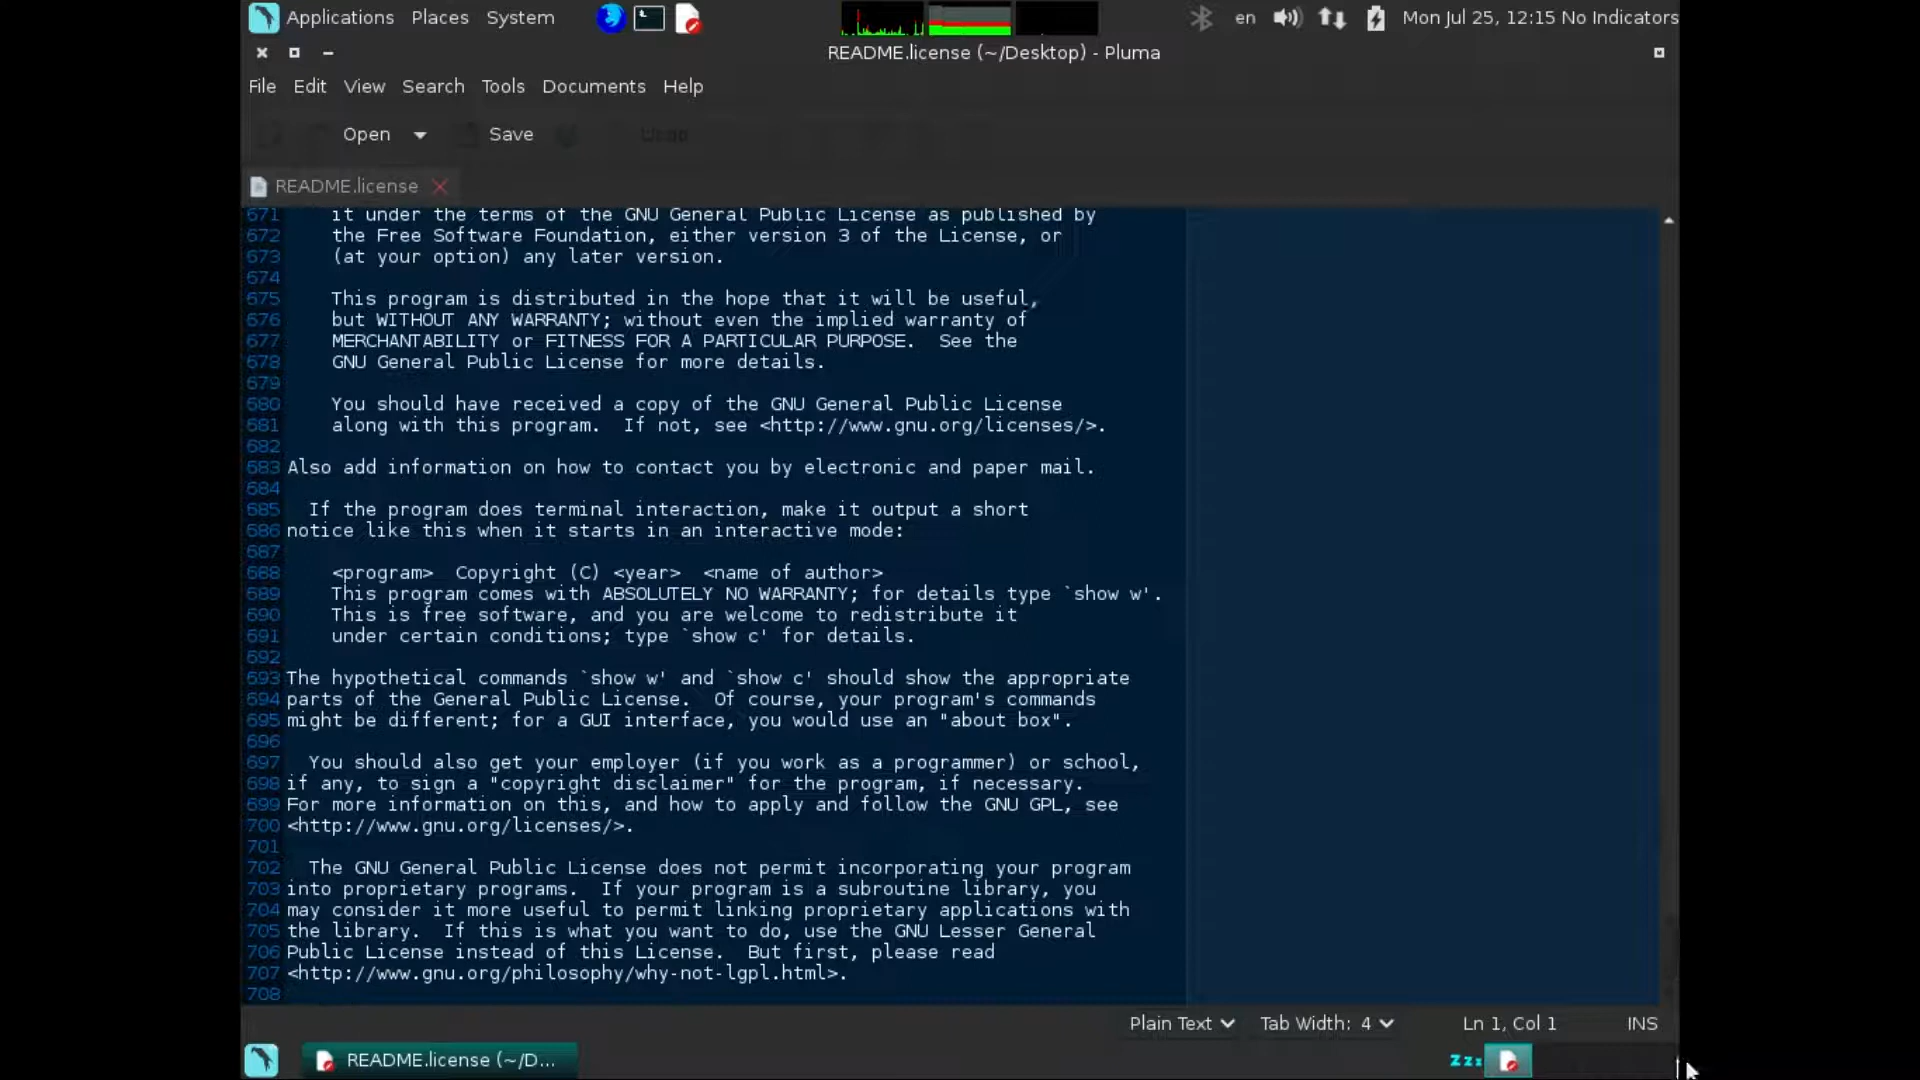 Applications Places System en Mon Jul 25, 12:15 No Indicators
README.license (~/Desktop) - Pluma
File Edit View Search Tools Documents Help
Open Save Undo
README.license
671 it under the terms of the GNU General Public License as published by
672 the Free Software Foundation, either version 3 of the License, or
673 (at your option) any later version.
674
675 This program is distributed in the hope that it will be useful,
676 but WITHOUT ANY WARRANTY; without even the implied warranty of
677 MERCHANTABILITY or FITNESS FOR A PARTICULAR PURPOSE.  See the
678 GNU General Public License for more details.
679
680 You should have received a copy of the GNU General Public License
681 along with this program.  If not, see <http://www.gnu.org/licenses/>.
682
683 Also add information on how to contact you by electronic and paper mail.
684
685 If the program does terminal interaction, make it output a short
686 notice like this when it starts in an interactive mode:
687
688 <program>  Copyright (C) <year>  <name of author>
689 This program comes with ABSOLUTELY NO WARRANTY; for details type `show w'.
690 This is free software, and you are welcome to redistribute it
691 under certain conditions; type `show c' for details.
692
693 The hypothetical commands `show w' and `show c' should show the appropriate
694 parts of the General Public License.  Of course, your program's commands
695 might be different; for a GUI interface, you would use an "about box".
696
697 You should also get your employer (if you work as a programmer) or school,
698 if any, to sign a "copyright disclaimer" for the program, if necessary.
699 For more information on this, and how to apply and follow the GNU GPL, see
700 <http://www.gnu.org/licenses/>.
701
702 The GNU General Public License does not permit incorporating your program
703 into proprietary programs.  If your program is a subroutine library, you
704 may consider it more useful to permit linking proprietary applications with
705 the library.  If this is what you want to do, use the GNU Lesser General
706 Public License instead of this License.  But first, please read
707 <http://www.gnu.org/philosophy/why-not-lgpl.html>.
708
Plain Text Tab Width: 4 Ln 1, Col 1 INS
README.license (~/D... zzz